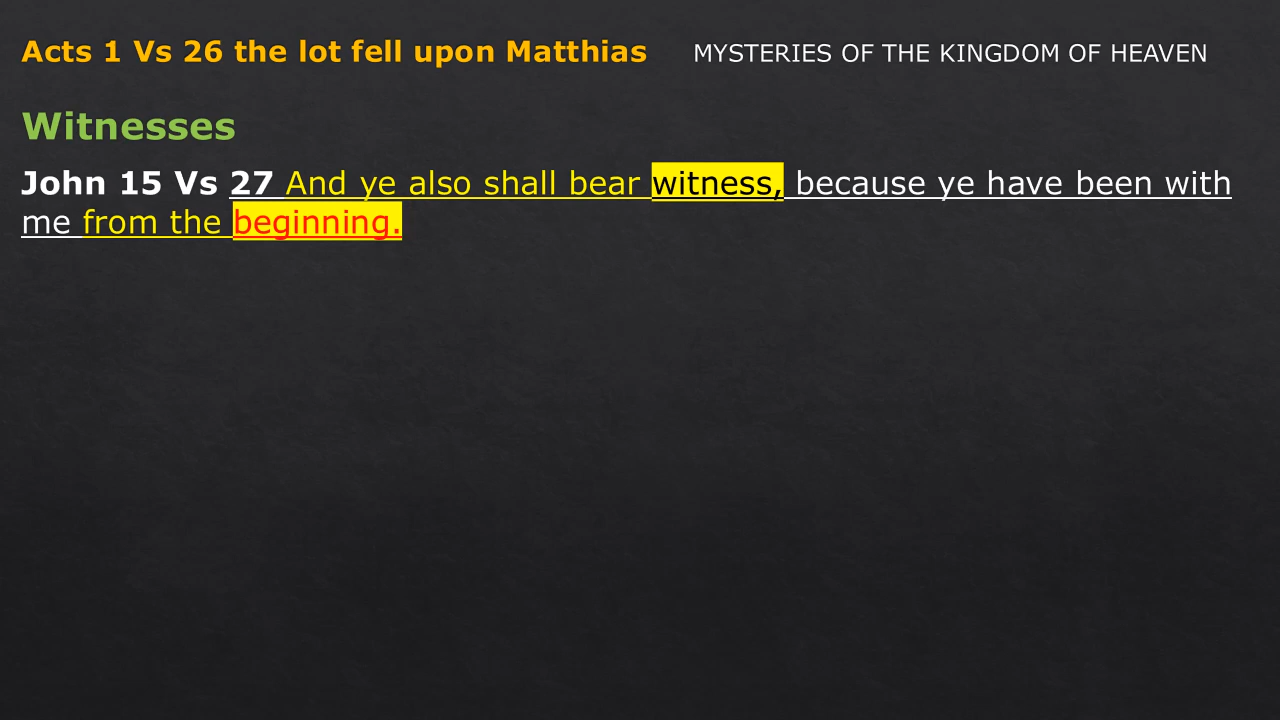 Acts 1 Vs 26 the lot fell upon Matthias MYSTERIES OF THE KINGDOM OF HEAVEN
Witnesses
John 15 Vs 27 And ye also shall bear witness, because ye have been with
me from the beginning.